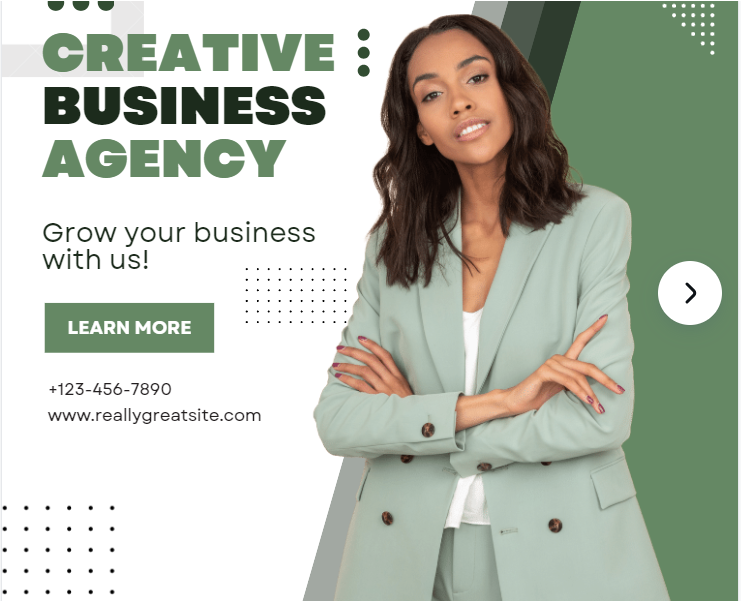 CREATIVE
BUSINESS
AGENCY
Grow your business
with us!
LEARN MORE
+123-456-7890
www.reallygreatsite.com